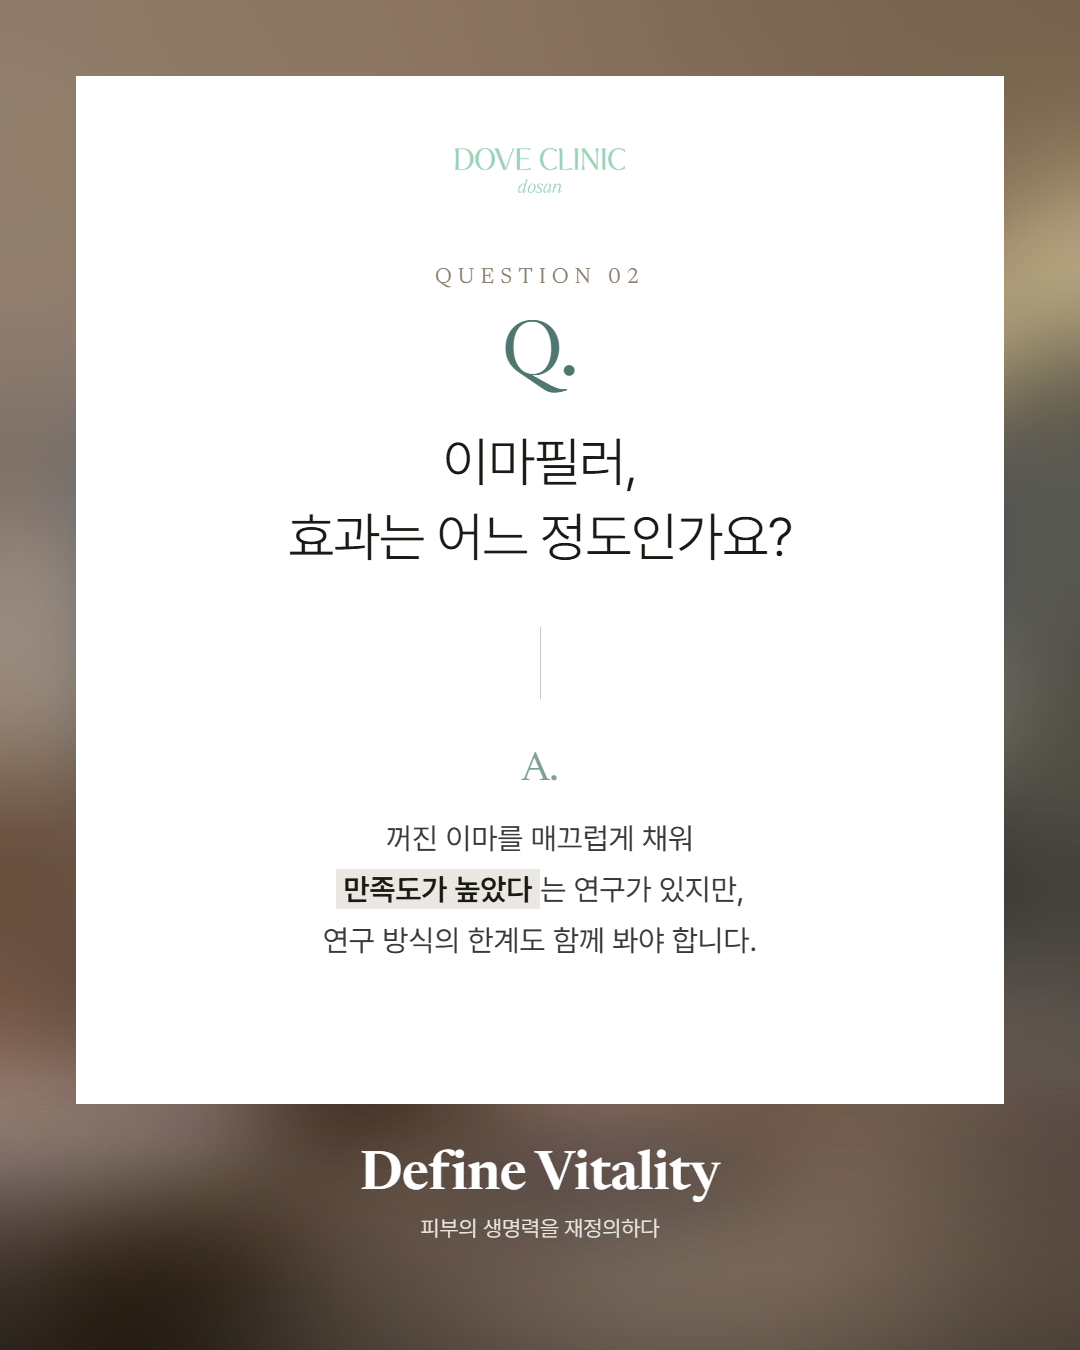 DOVE CLINIC
dosan
QUESTION 02
Q.
이마필러,
효과는 어느 정도인가요?
A.
꺼진 이마를 매끄럽게 채워
만족도가 높았다는 연구가 있지만,
연구 방식의 한계도 함께 봐야 합니다.
Define Vitality
피부의 생명력을 재정의하다